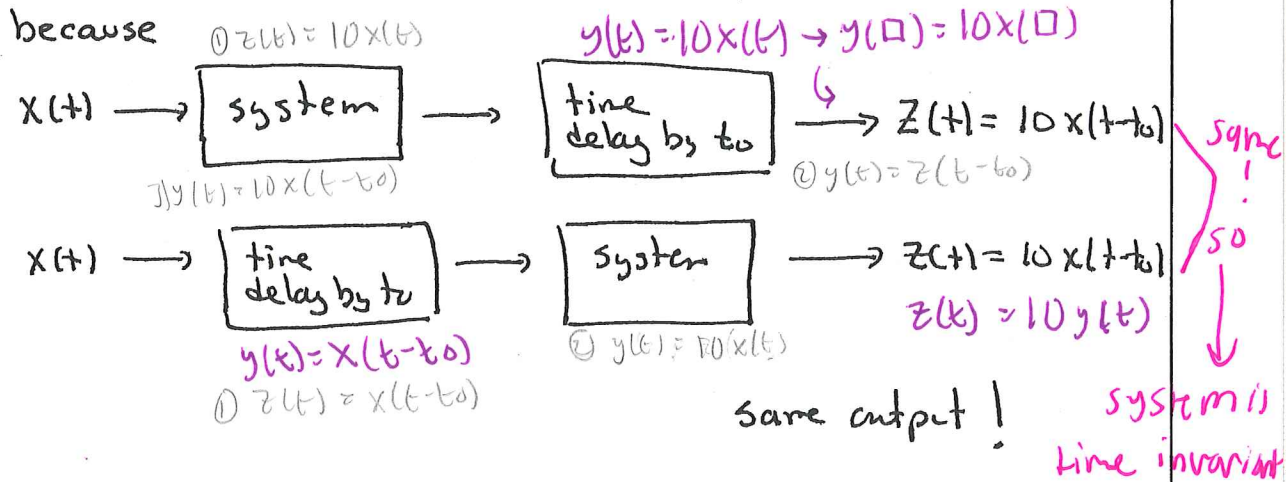 because
① z(t) = 10x(t)
y(t) = 10x(t) → y(□) = 10x(□)
x(t) → system → time delay by to → z(t) = 10x(t-to)
3) y(t) = 10x(t-to)
② y(t) = z(t-to)
same
!
so
x(t) → time delay by to → system → z(t) = 10x(t-to)
z(t) = 10y(t)
y(t) = x(t-to)
② y(t) = 10x(t)
① z(t) = x(t-to)
same output !
system is
time invariant